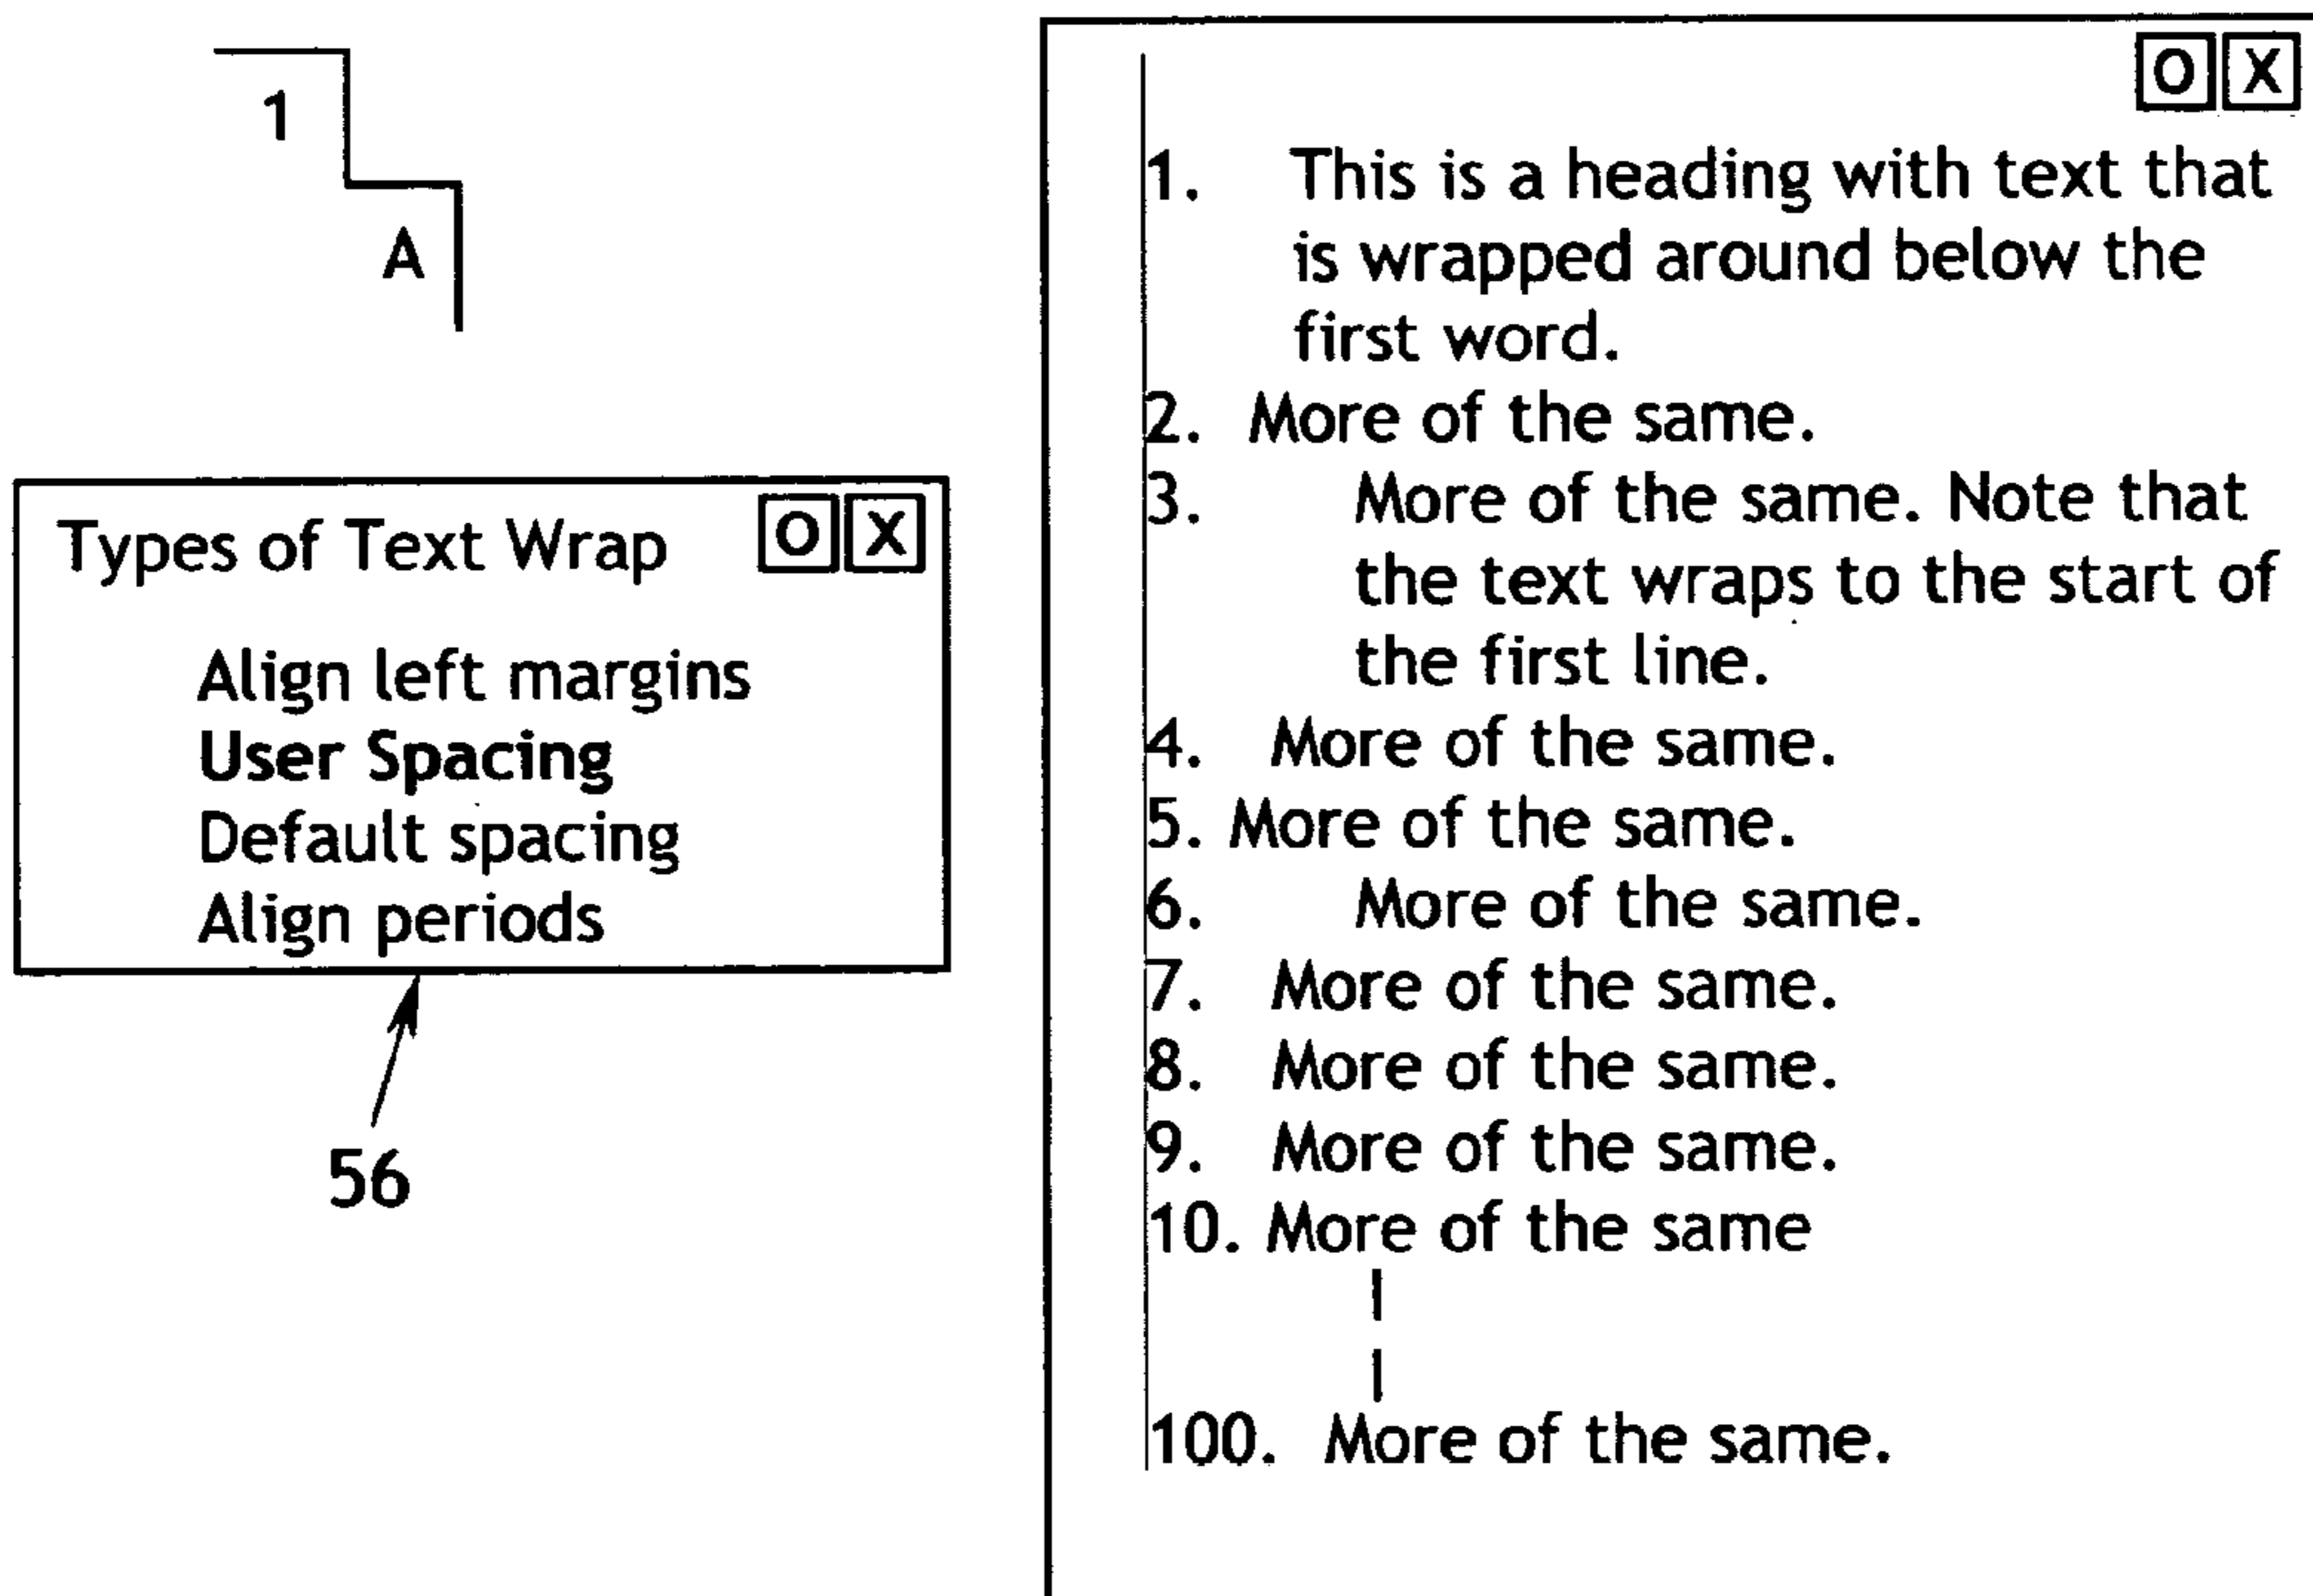 1
A
Types of Text Wrap O X
Align left margins
User Spacing
Default spacing
Align periods
56
O X
1. This is a heading with text that
is wrapped around below the
first word.
2. More of the same.
3. More of the same. Note that
the text wraps to the start of
the first line.
4. More of the same.
5. More of the same.
6. More of the same.
7. More of the same.
8. More of the same.
9. More of the same.
10. More of the same
100. More of the same.